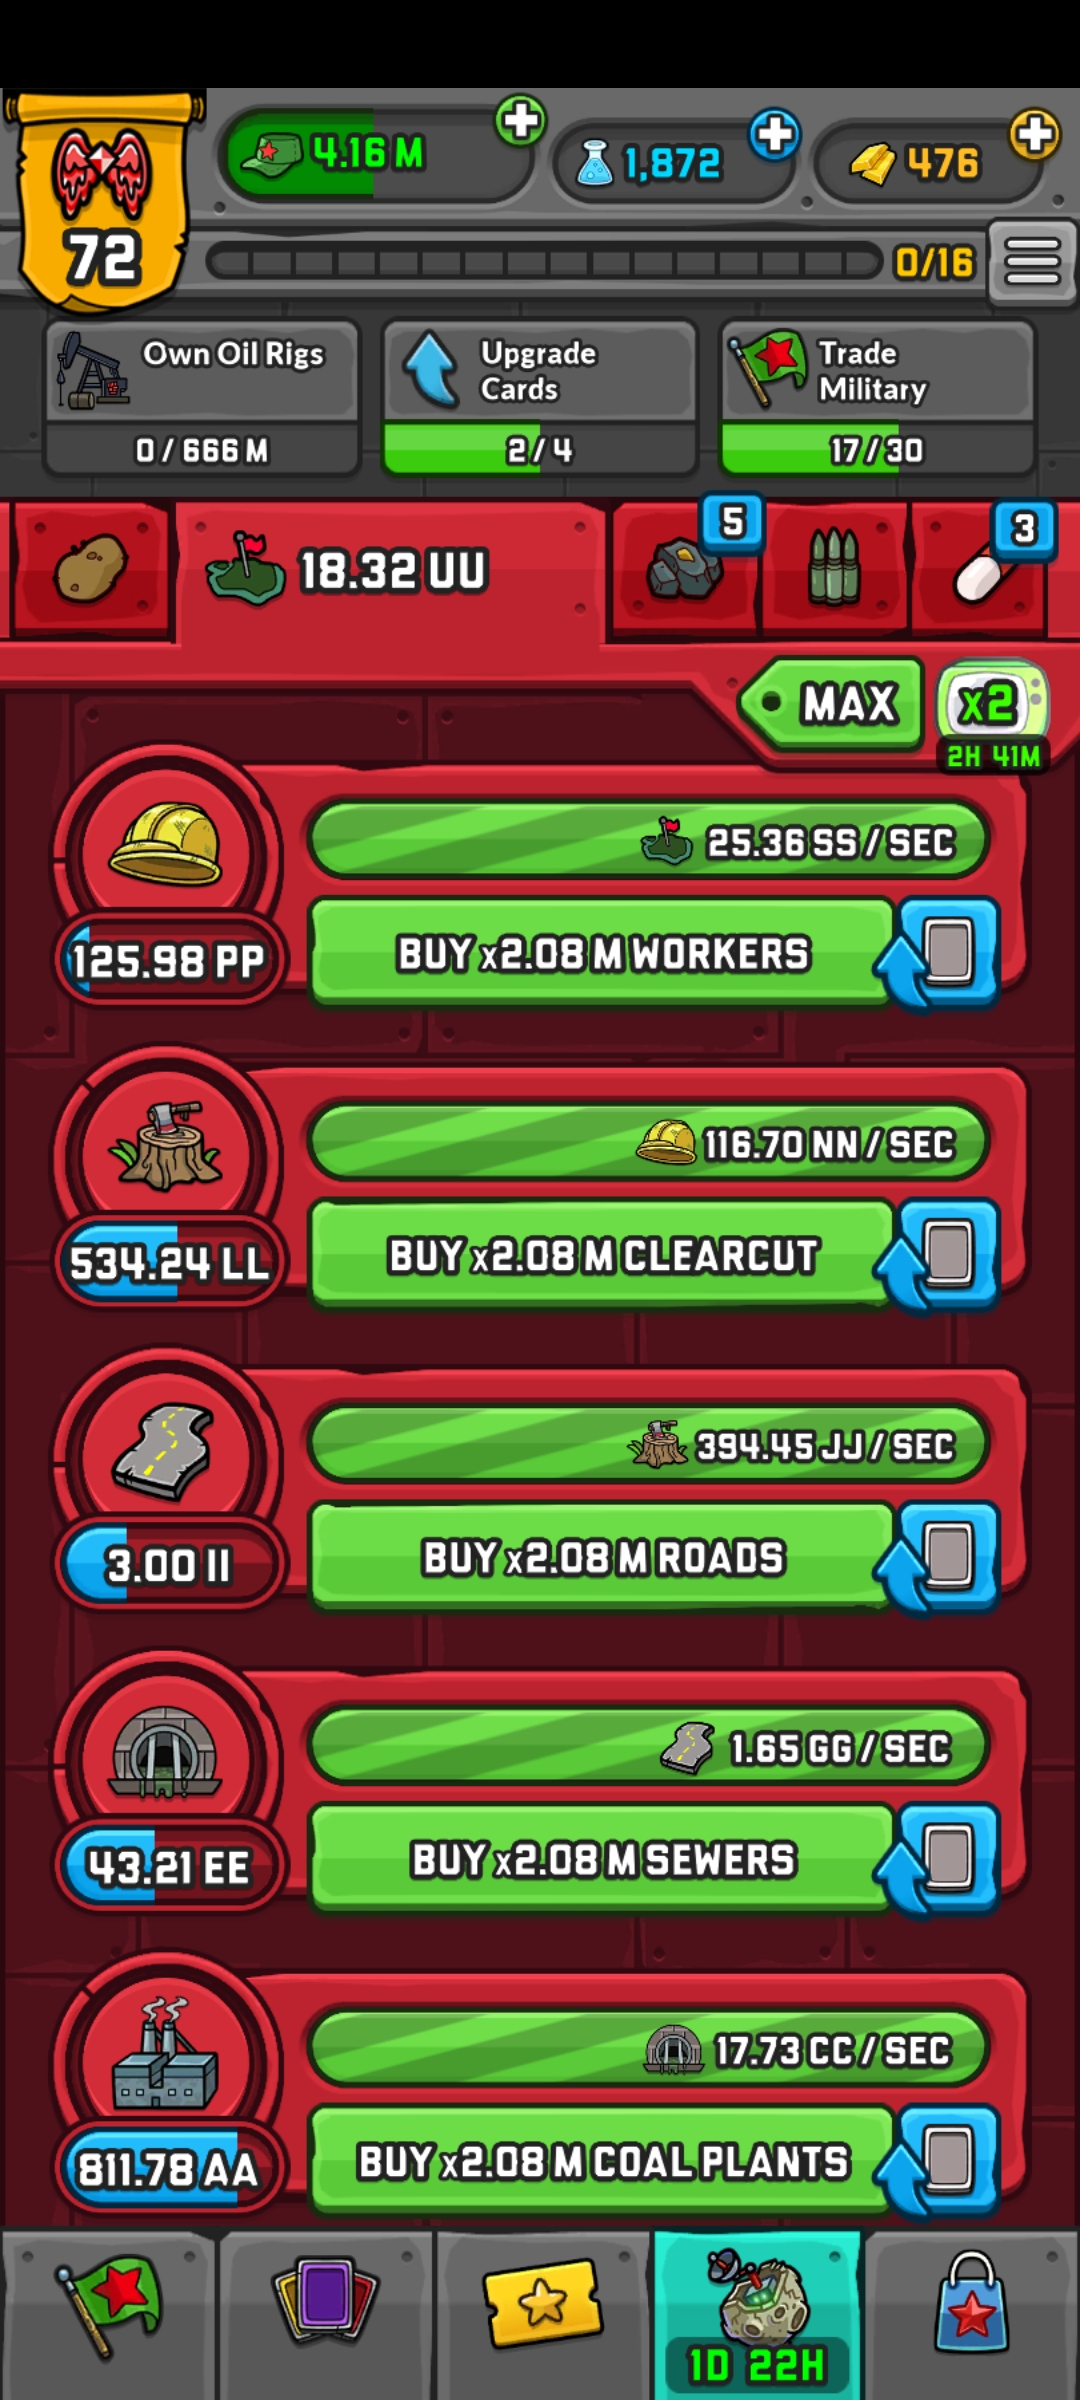 4.16 M
1,872
476
72
0/16
Own Oil Rigs
0 / 666 M
Upgrade
Cards
2 / 4
Trade
Military
17 / 30
18.32 UU
5
3
MAX
x2
2H 41M
25.36 SS / SEC
125.98 PP
BUY x2.08 M WORKERS
116.70 NN / SEC
534.24 LL
BUY x2.08 M CLEARCUT
394.45 JJ / SEC
3.00 II
BUY x2.08 M ROADS
1.65 GG / SEC
43.21 EE
BUY x2.08 M SEWERS
17.73 CC / SEC
811.78 AA
BUY x2.08 M COAL PLANTS
1D 22H